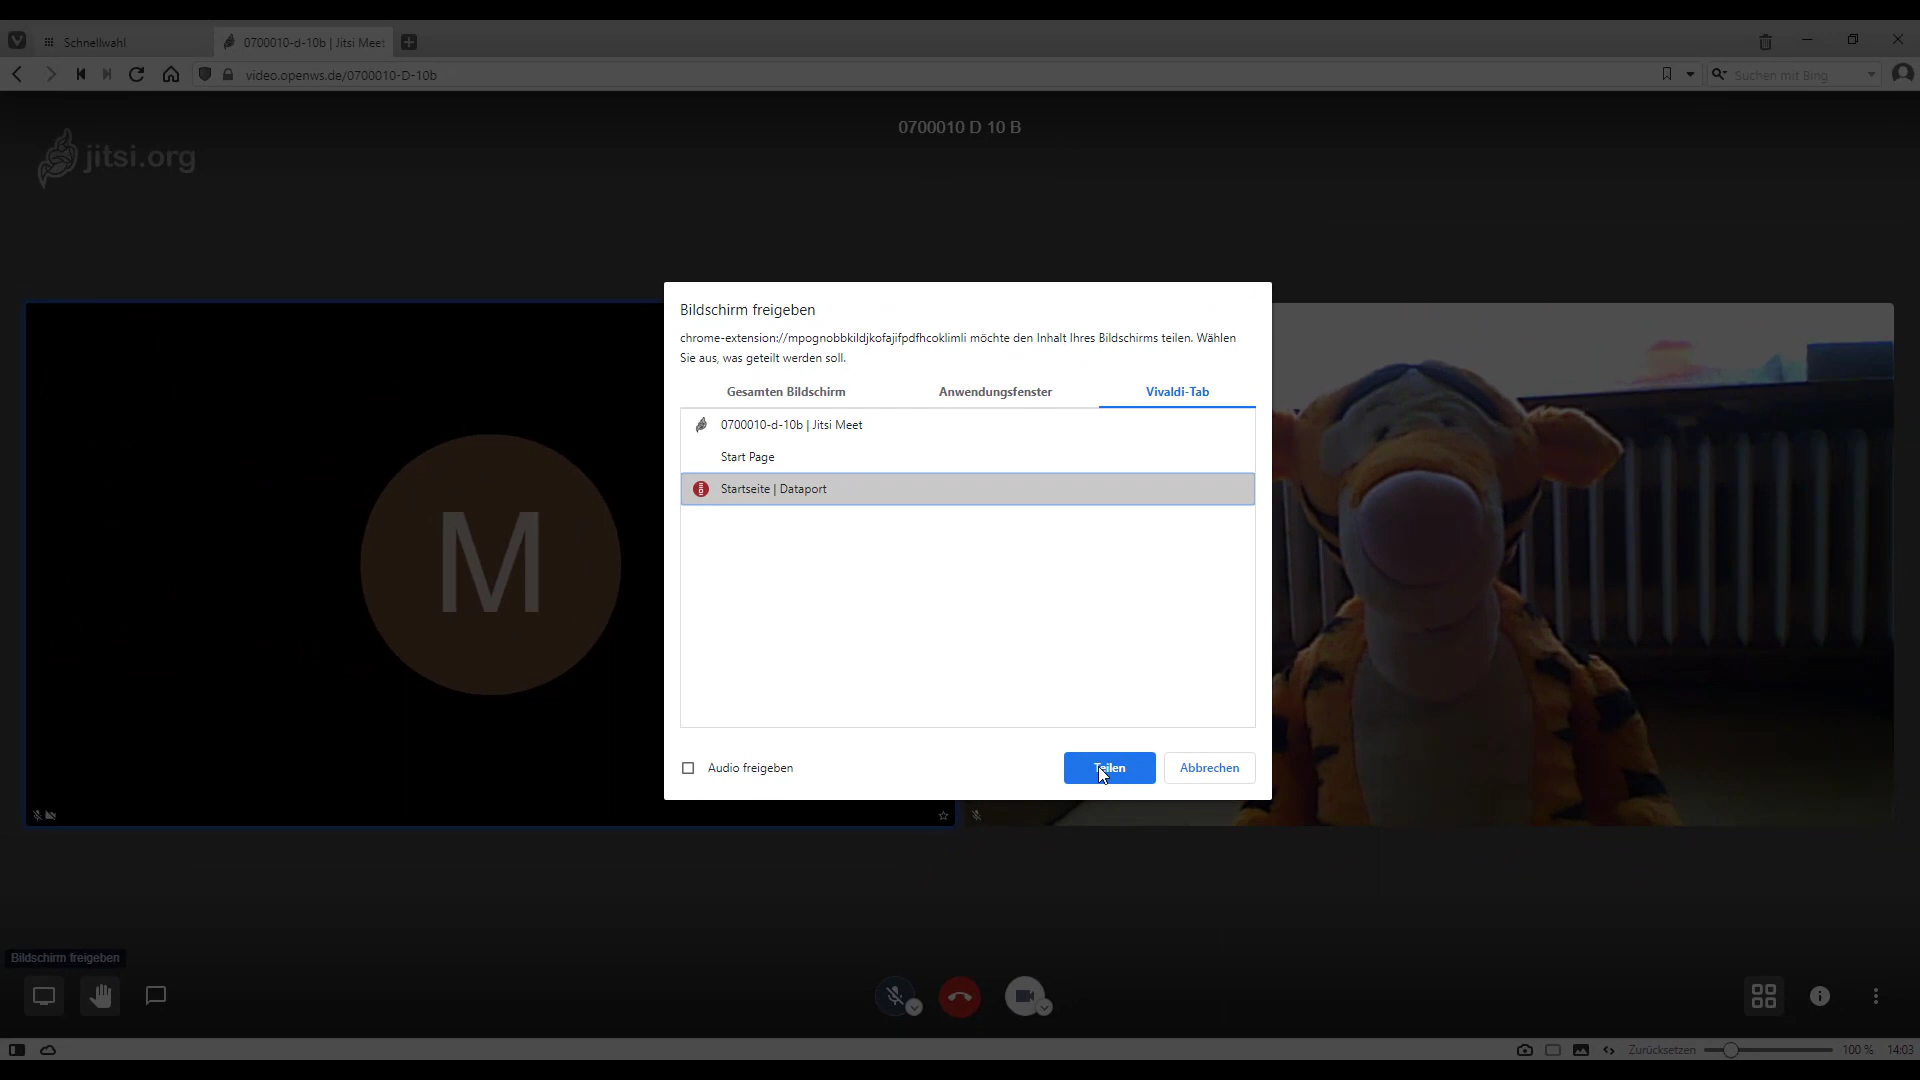 Schnellwahl
0700010-d-10b | Jitsi Meet
video.openws.de/0700010-D-10b
Suchen mit Bing
0700010 D 10 B
jitsi.org
Bildschirm freigeben
chrome-extension://mpognobbkildjkofajifpdfhcoklimli möchte den Inhalt Ihres Bildschirms teilen. Wählen
Sie aus, was geteilt werden soll.
Gesamten Bildschirm
Anwendungsfenster
Vivaldi-Tab
0700010-d-10b | Jitsi Meet
Start Page
Startseite | Dataport
M
Audio freigeben
Teilen
Abbrechen
Bildschirm freigeben
Zurücksetzen
100 %
14:03